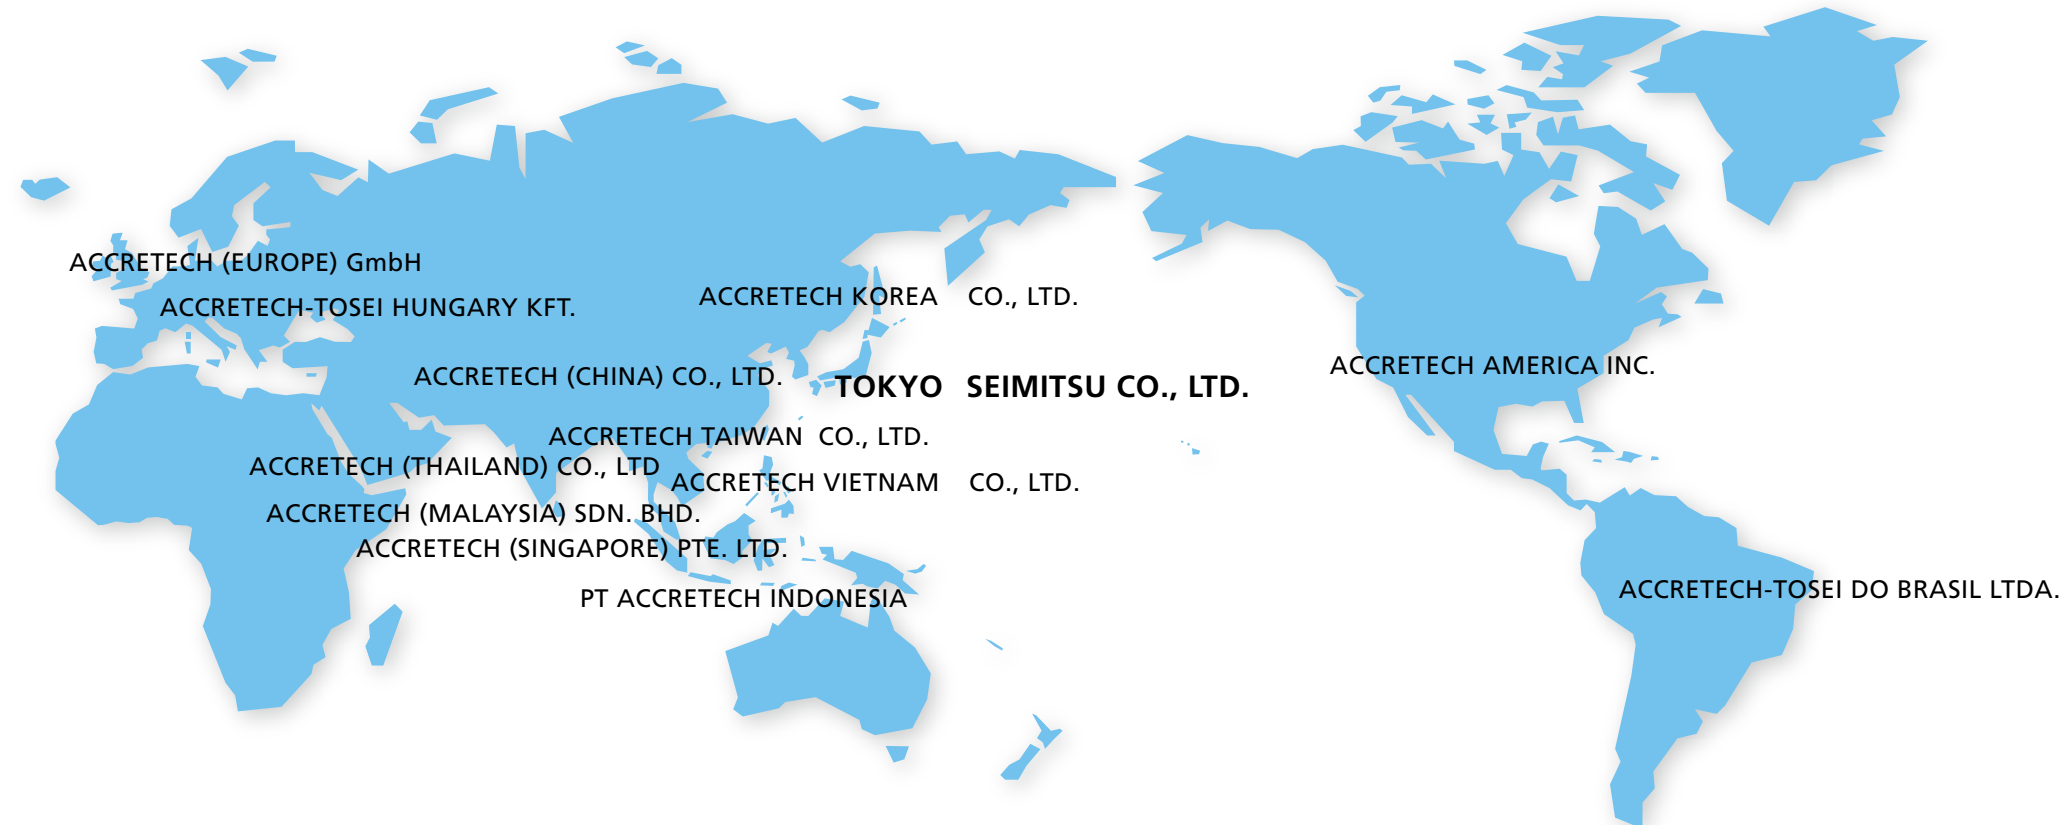 ACCRETECH (EUROPE) GmbH
ACCRETECH KOREA CO., LTD.
ACCRETECH-TOSEI HUNGARY KFT.
ACCRETECH AMERICA INC.
ACCRETECH (CHINA) CO., LTD.
TOKYO SEIMITSU CO., LTD.
ACCRETECH TAIWAN CO., LTD.
ACCRETECH (THAILAND) CO., LTD
ACCRETECH VIETNAM CO., LTD.
ACCRETECH (MALAYSIA) SDN. BHD.
ACCRETECH (SINGAPORE) PTE. LTD.
ACCRETECH-TOSEI DO BRASIL LTDA.
PT ACCRETECH INDONESIA